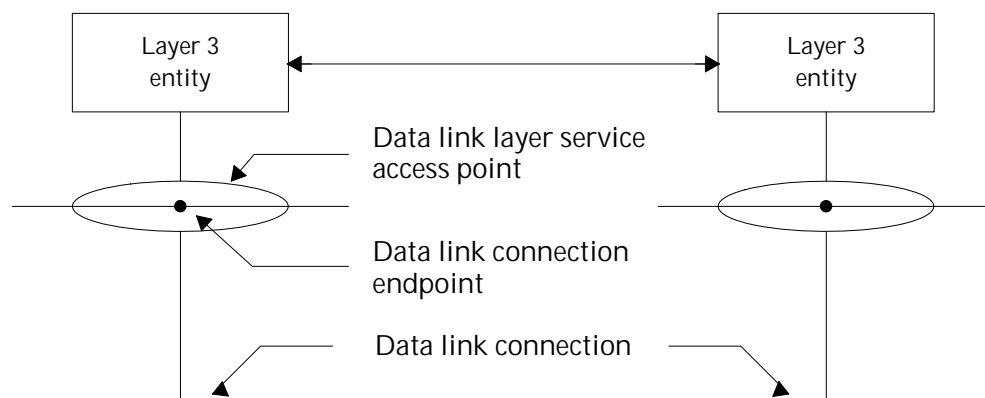 Layer 3
entity
Layer 3
entity
Data link layer service
access point
Data link connection
endpoint
Data link connection